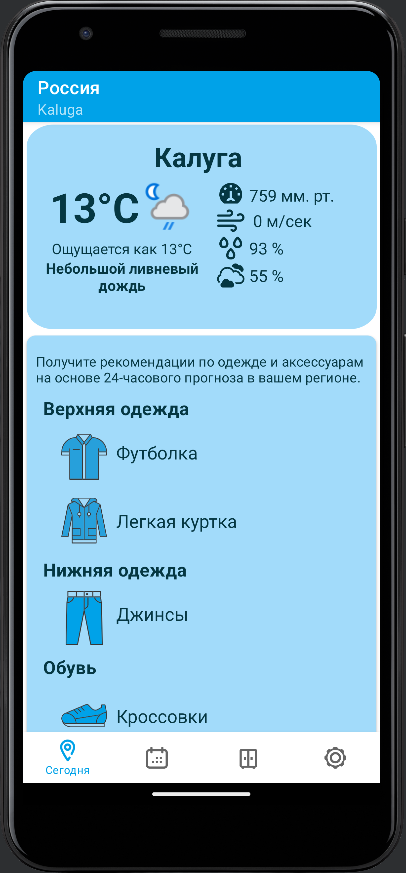 Россия
Kaluga
Калуга
13°C
759 мм. рт.
0 м/сек
Ощущается как 13°C
93 %
Небольшой ливневый
дождь
55 %
Получите рекомендации по одежде и аксессуарам
на основе 24-часового прогноза в вашем регионе.
Верхняя одежда
Футболка
Легкая куртка
Нижняя одежда
Джинсы
Обувь
Кроссовки
Сегодня